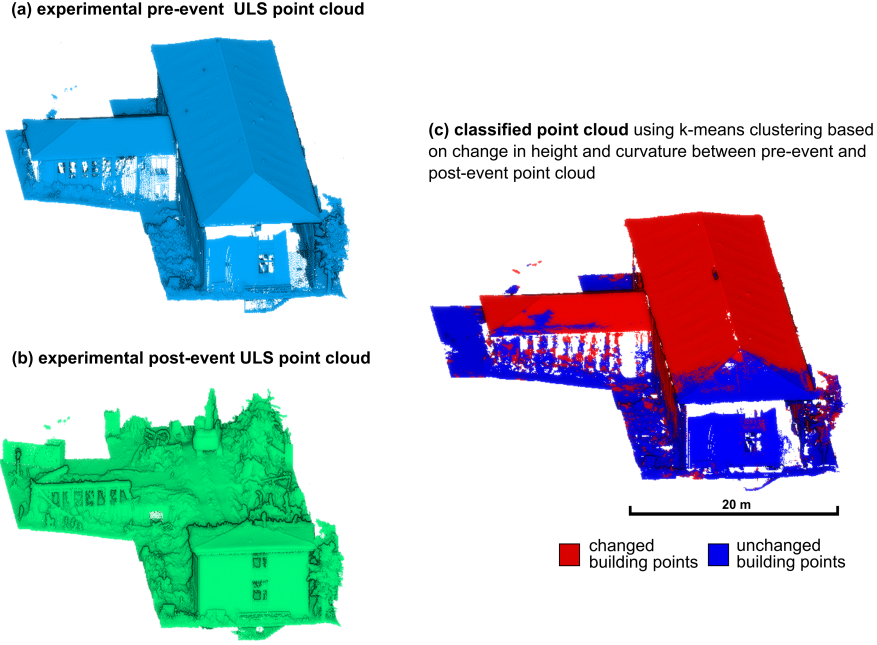 (a) experimental pre-event ULS point cloud
(b) experimental post-event ULS point cloud
(c) classified point cloud using k-means clustering based
on change in height and curvature between pre-event and
post-event point cloud
20 m
changed
building points
unchanged
building points